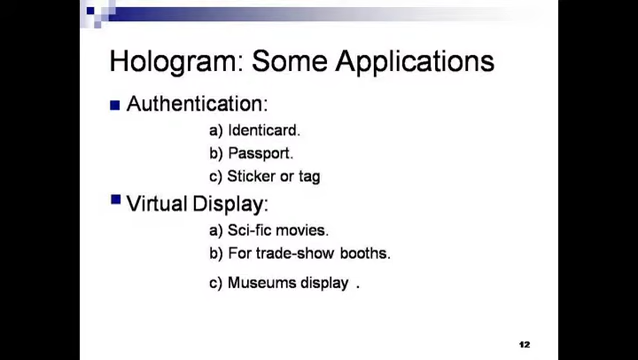 Hologram: Some Applications
Authentication:
a) Identicard.
b) Passport.
c) Sticker or tag
Virtual Display:
a) Sci-fic movies.
b) For trade-show booths.
c) Museums display .
12